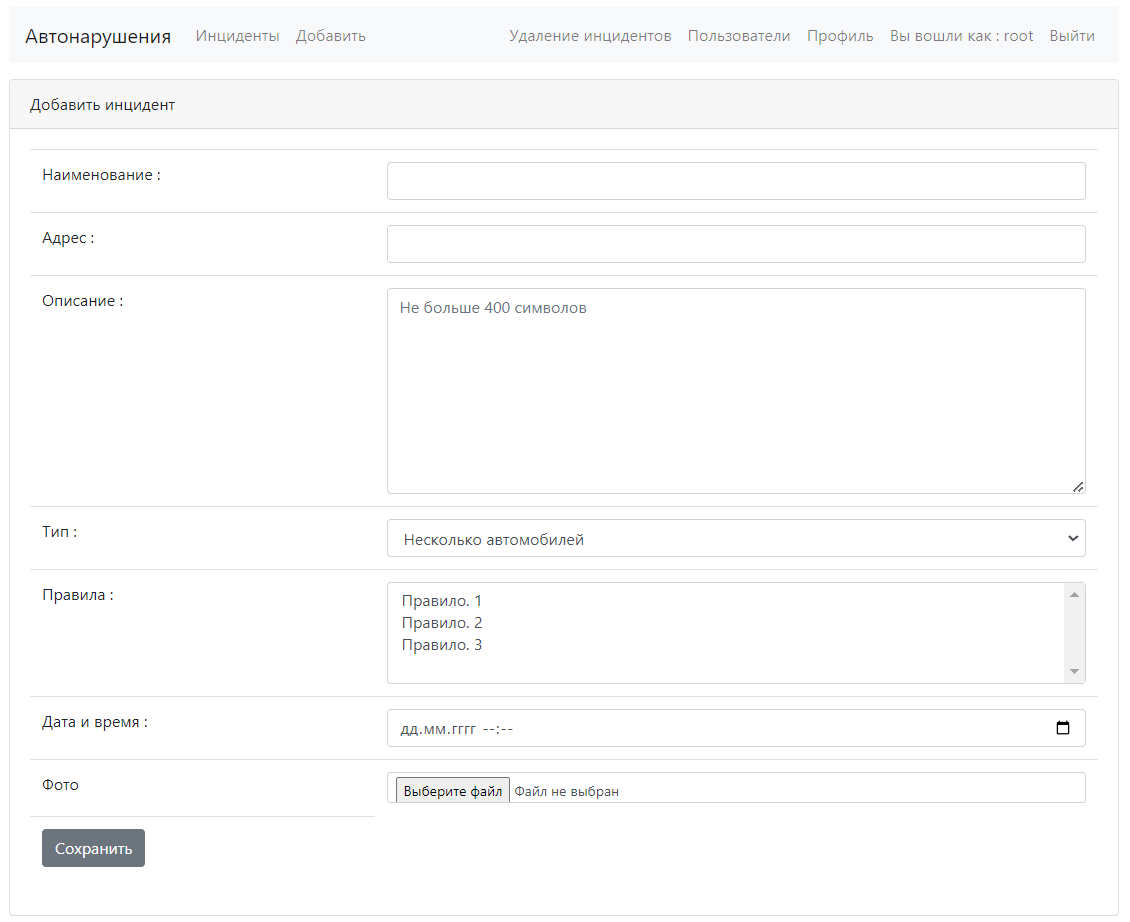 Автонарушения Инциденты Добавить Удаление инцидентов Пользователи Профиль Вы вошли как : root Выйти
Добавить инцидент
Наименование :
Адрес :
Описание : Не больше 400 символов
Тип : Несколько автомобилей
Правила : Правило. 1
Правило. 2
Правило. 3
Дата и время : дд.мм.гггг --:--
Фото Выберите файл Файл не выбран
Сохранить